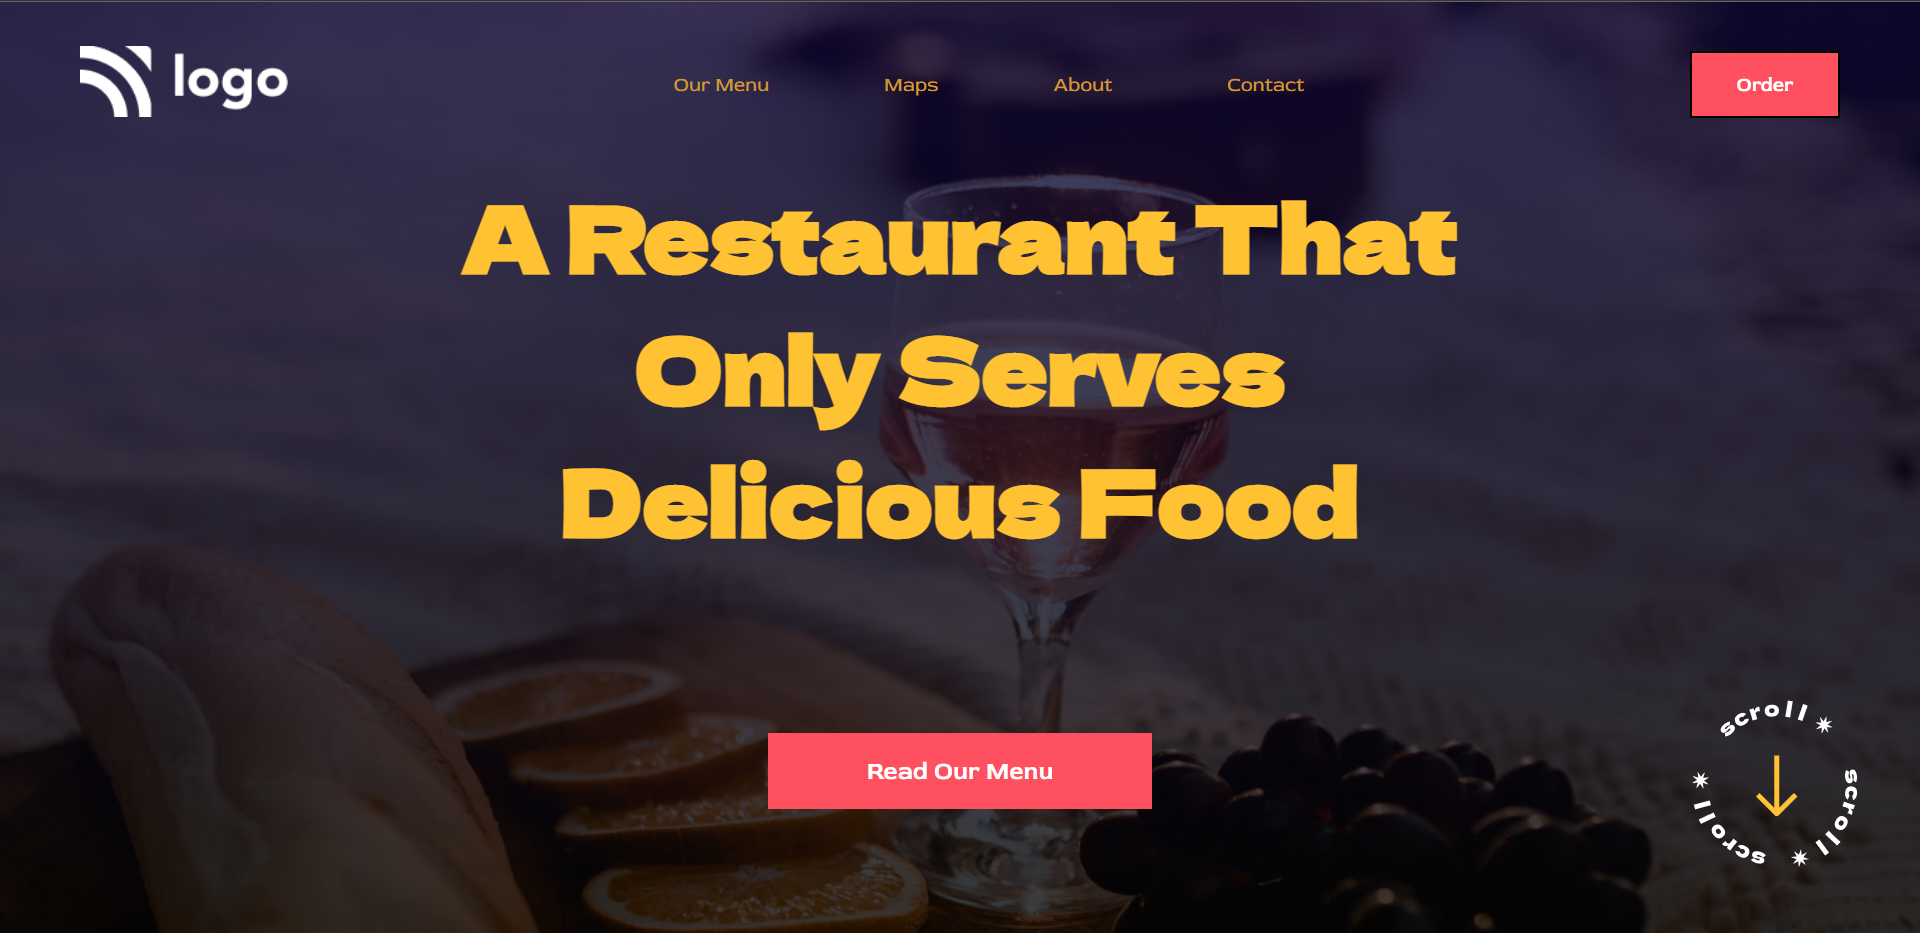 logo
Our Menu
Maps
About
Contact
Order
A Restaurant That
Only Serves
Delicious Food
Read Our Menu
scroll ✷ scroll ✷ scroll ✷